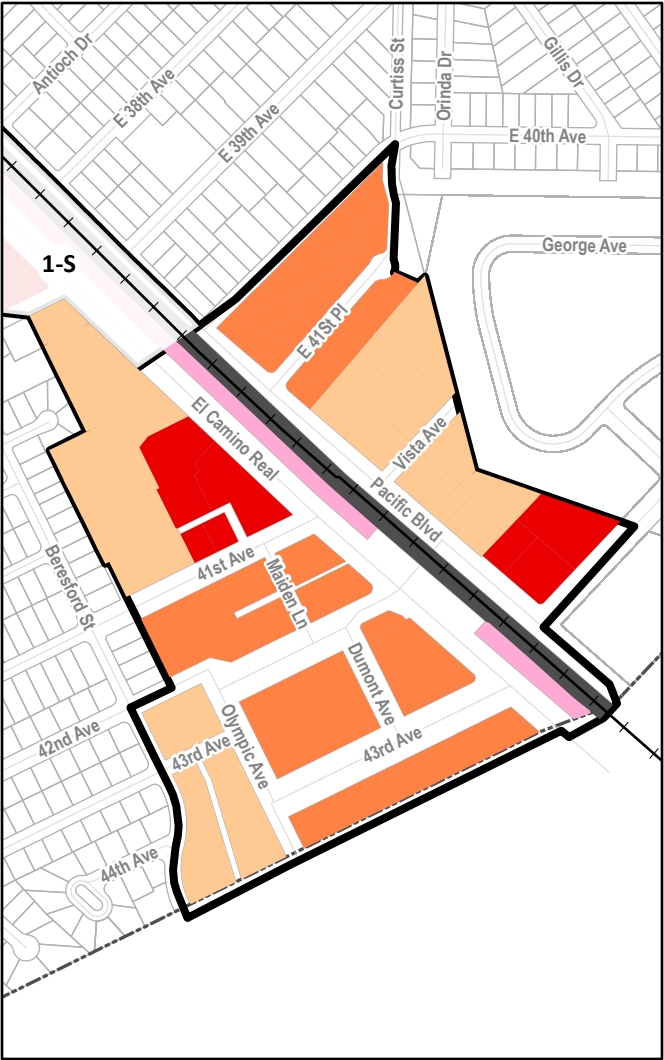 Antioch Dr
E 38th Ave
E 39th Ave
Curtiss St
Orinda Dr
Gillis Dr
E 40th Ave
George Ave
1-S
E 41St Pl
El Camino Real
Vista Ave
Pacific Blvd
41st Ave
Maiden Ln
Beresford St
Dumont Ave
Olympic Ave
42nd Ave
43rd Ave
43rd Ave
44th Ave